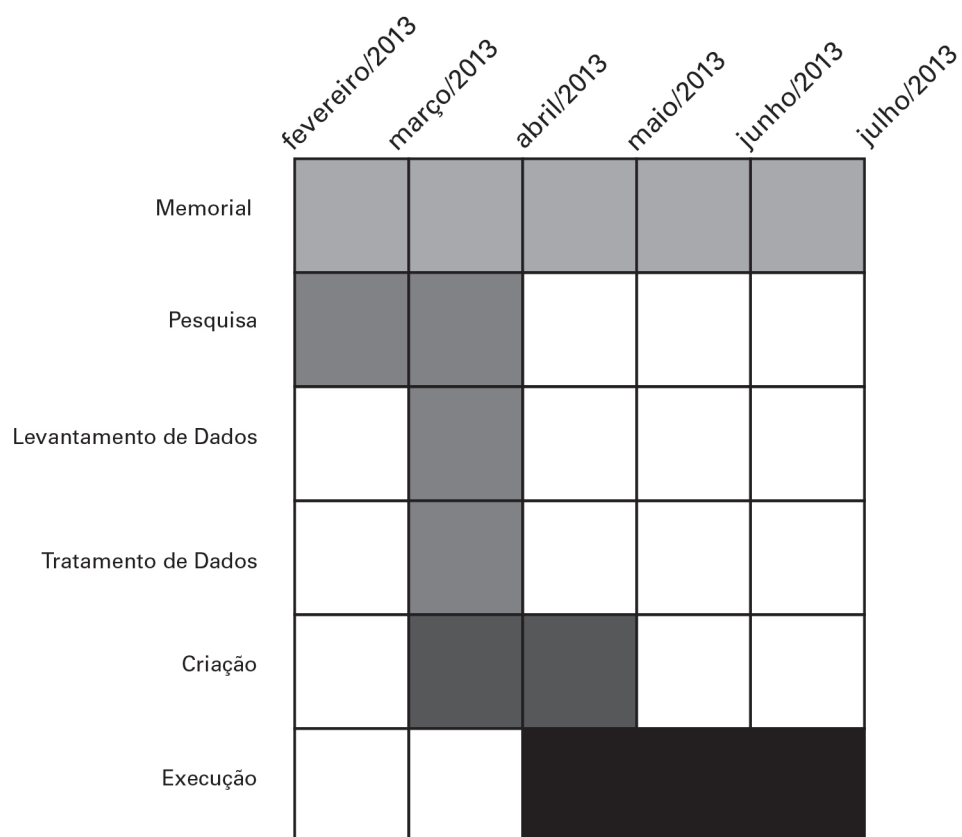 fevereiro/2013
março/2013
abril/2013
maio/2013
junho/2013
julho/2013
Memorial
Pesquisa
Levantamento de Dados
Tratamento de Dados
Criação
Execução